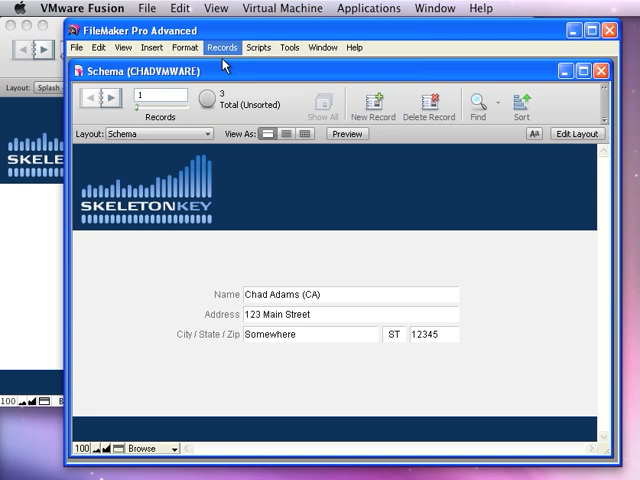 VMware Fusion File Edit View Virtual Machine Applications Window Help
FileMaker Pro Advanced
File Edit View Insert Format Records Scripts Tools Window Help
Schema (CHADVMWARE)
1
3
Total (Unsorted)
Records
Show All
New Record
Delete Record
Find
Sort
Layout: Splash
Layout: Schema
View As:
Preview
Aa
Edit Layout
SKELE
SKELETONKEY
Name Chad Adams (CA)
Address 123 Main Street
City / State / Zip Somewhere ST 12345
100
B
100
Browse